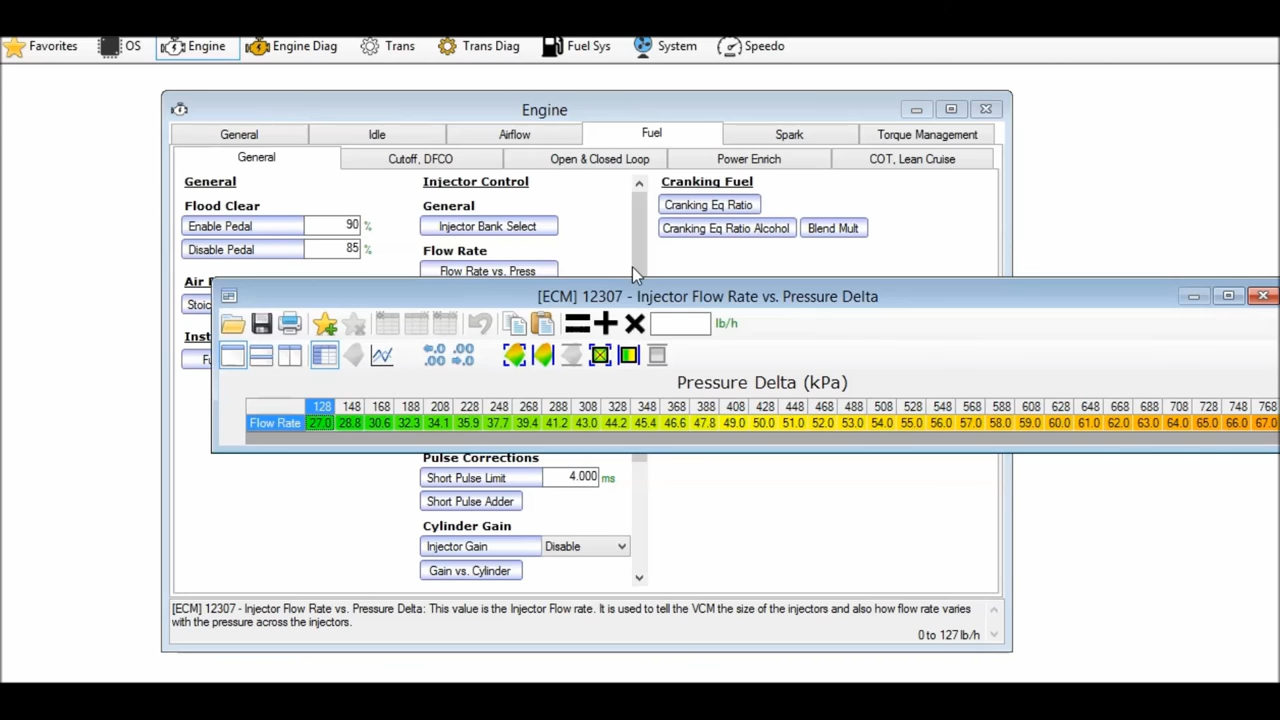 Favorites OS Engine Engine Diag Trans Trans Diag Fuel Sys System Speedo
Engine
General Idle Airflow Fuel Spark Torque Management
General Cutoff, DFCO Open & Closed Loop Power Enrich COT, Lean Cruise
General Injector Control Cranking Fuel
Flood Clear General Cranking Eq Ratio
Enable Pedal 90 % Injector Bank Select Cranking Eq Ratio Alcohol Blend Mult
Disable Pedal 85 % Flow Rate
Flow Rate vs. Press
Air
Stoic
Inst
[ECM] 12307 - Injector Flow Rate vs. Pressure Delta
lb/h
Pressure Delta (kPa)
128 148 168 188 208 228 248 268 288 308 328 348 368 388 408 428 448 468 488 508 528 548 568 588 608 628 648 668 688 708 728 748 768
Flow Rate 27.0 28.8 30.6 32.3 34.1 35.9 37.7 39.4 41.2 43.0 44.2 45.4 46.6 47.8 49.0 50.0 51.0 52.0 53.0 54.0 55.0 56.0 57.0 58.0 59.0 60.0 61.0 62.0 63.0 64.0 65.0 66.0 67.0
Pulse Corrections
Short Pulse Limit 4.000 ms
Short Pulse Adder
Cylinder Gain
Injector Gain Disable
Gain vs. Cylinder
[ECM] 12307 - Injector Flow Rate vs. Pressure Delta: This value is the Injector Flow rate. It is used to tell the VCM the size of the injectors and also how flow rate varies
with the pressure across the injectors.
0 to 127 lb/h